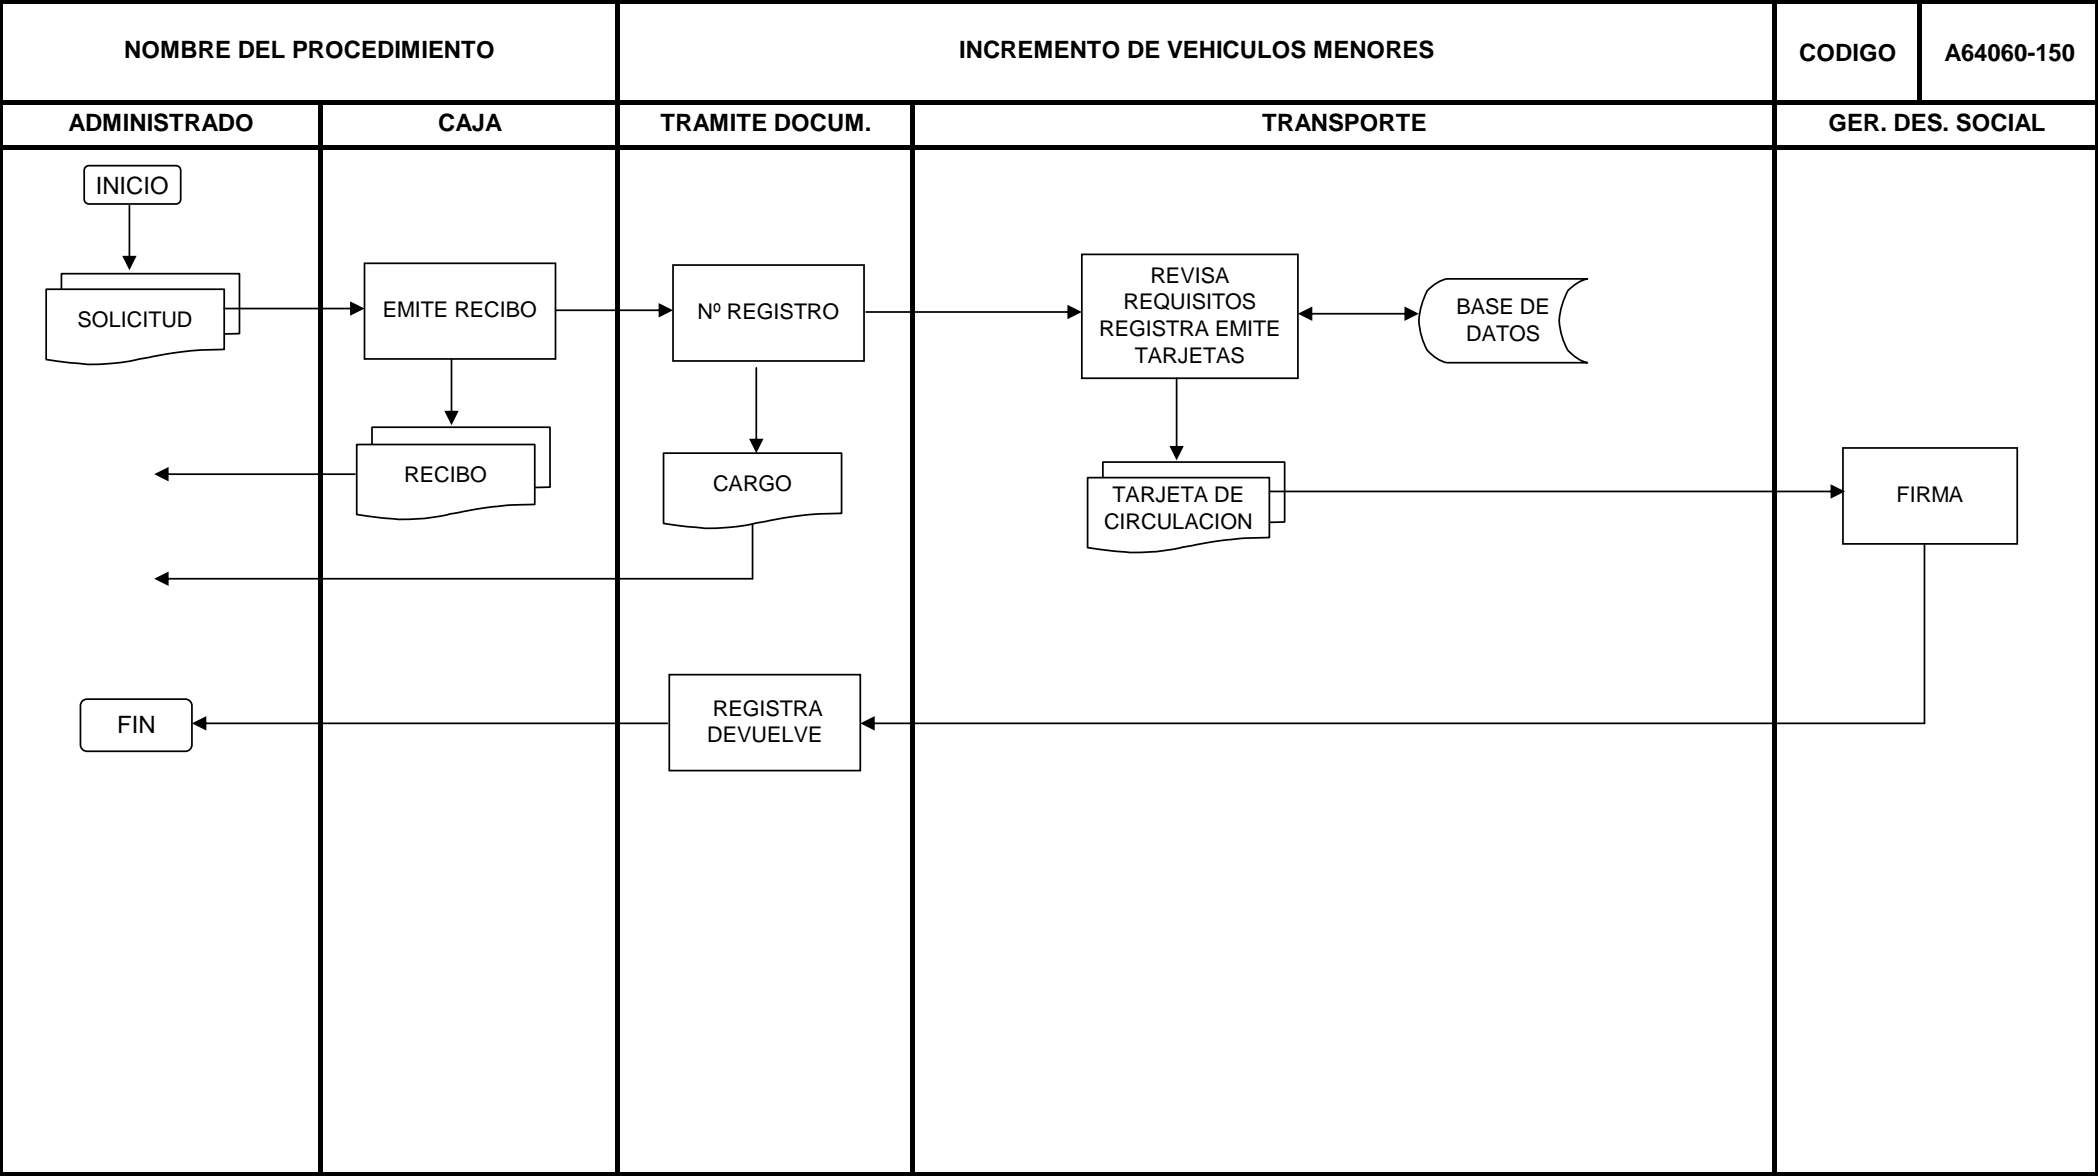 NOMBRE DEL PROCEDIMIENTO
INCREMENTO DE VEHICULOS MENORES
CODIGO
A64060-150
ADMINISTRADO
CAJA
TRAMITE DOCUM.
TRANSPORTE
GER. DES. SOCIAL
INICIO
SOLICITUD
EMITE RECIBO
Nº REGISTRO
REVISA
REQUISITOS
REGISTRA EMITE
TARJETAS
BASE DE
DATOS
RECIBO
CARGO
TARJETA DE
CIRCULACION
FIRMA
FIN
REGISTRA
DEVUELVE